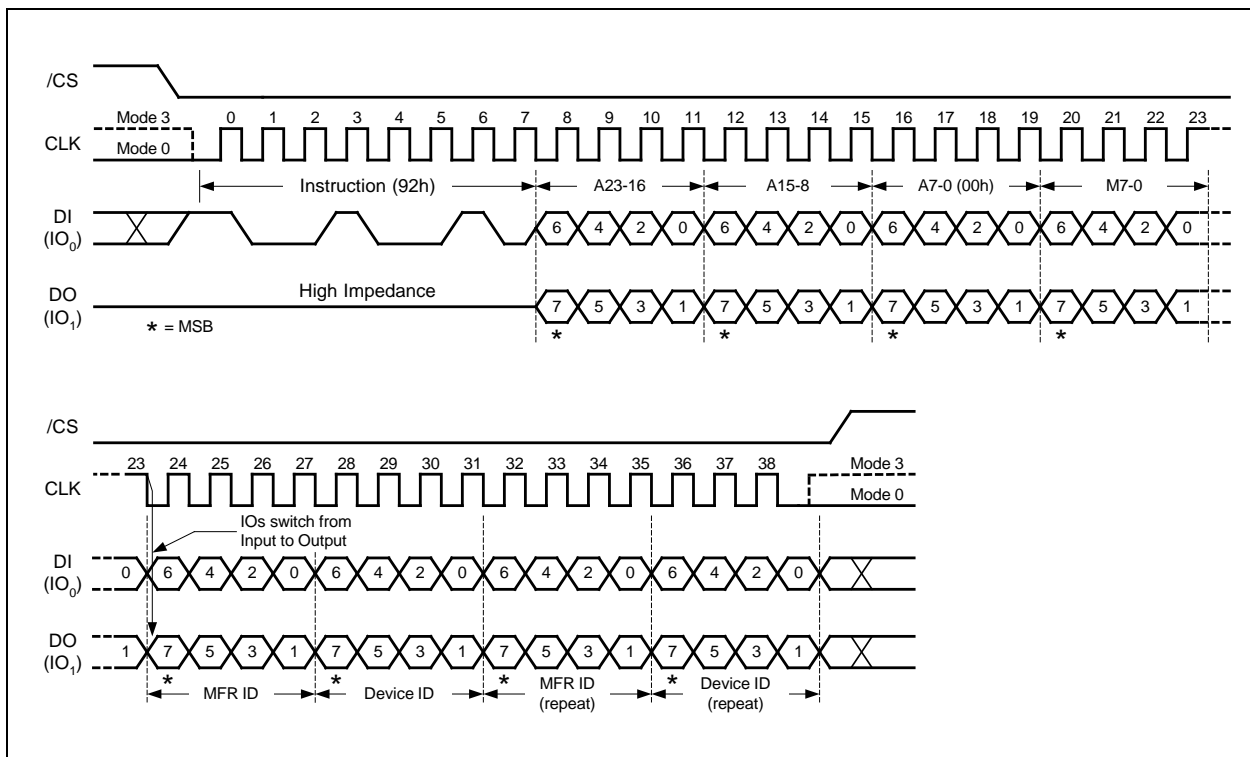 /CS
Mode 3 0 1 2 3 4 5 6 7 8 9 10 11 12 13 14 15 16 17 18 19 20 21 22 23
CLK
Mode 0
Instruction (92h) A23-16 A15-8 A7-0 (00h) M7-0
DI
(IO0)
6 4 2 0 6 4 2 0 6 4 2 0 6 4 2 0
High Impedance
DO
(IO1)
7 5 3 1 7 5 3 1 7 5 3 1 7 5 3 1
* = MSB
* * * *
/CS
23 24 25 26 27 28 29 30 31 32 33 34 35 36 37 38 Mode 3
CLK
Mode 0
IOs switch from
Input to Output
DI
(IO0)
0 6 4 2 0 6 4 2 0 6 4 2 0 6 4 2 0
DO
(IO1)
1 7 5 3 1 7 5 3 1 7 5 3 1 7 5 3 1
* * * *
MFR ID Device ID MFR ID
(repeat)
Device ID
(repeat)